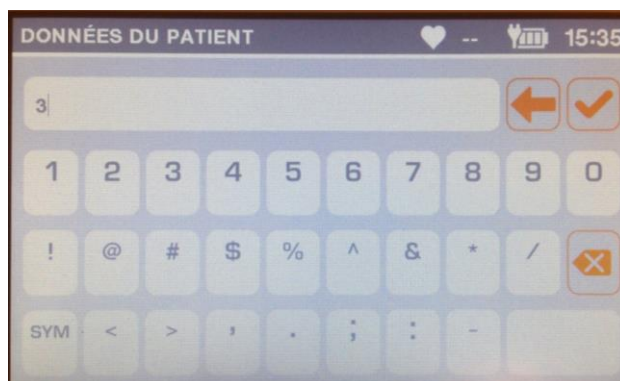 DONNÉES DU PATIENT -- 15:35
3
1 2 3 4 5 6 7 8 9 0
! @ # $ % ^ & * /
SYM < > , . ; : -